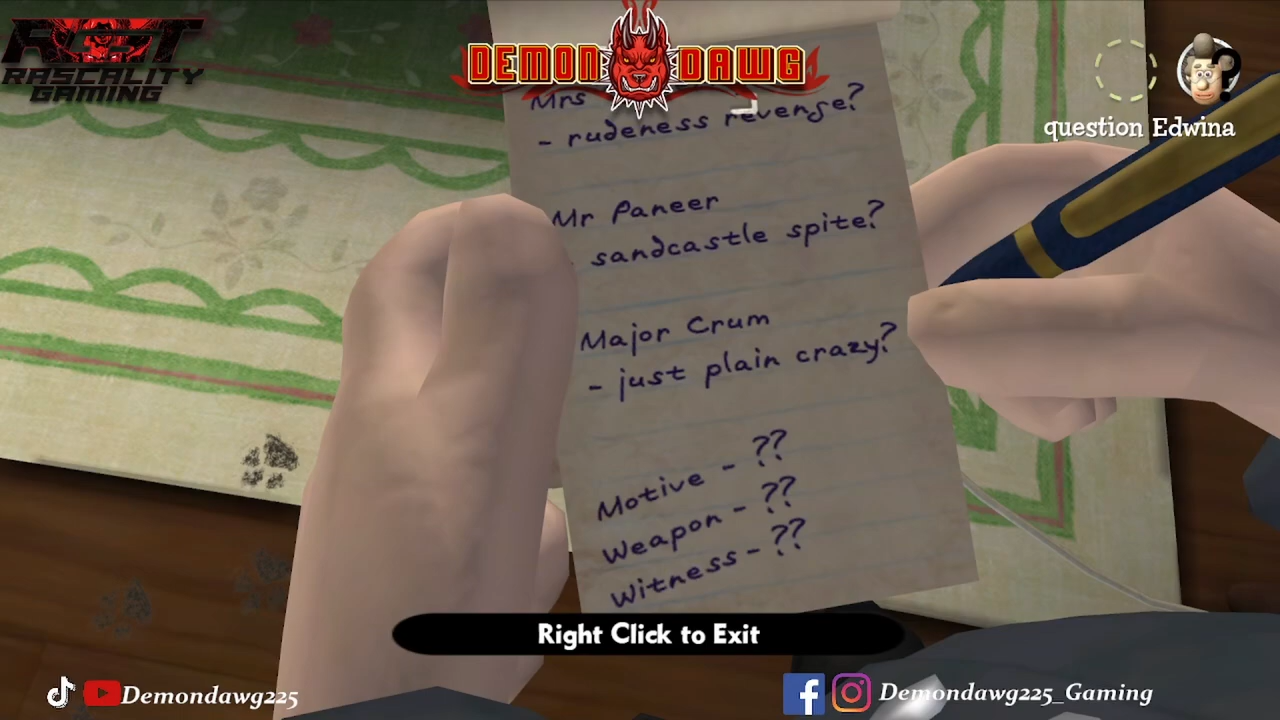 RGT
RASCALITY
GAMING
DEMON DAWG
question Edwina
Mrs
- rudeness revenge?
Mr Paneer
- sandcastle spite?
Major Crum
- just plain crazy?
Motive - ??
Weapon - ??
Witness - ??
Right Click to Exit
Demondawg225
Demondawg225_Gaming